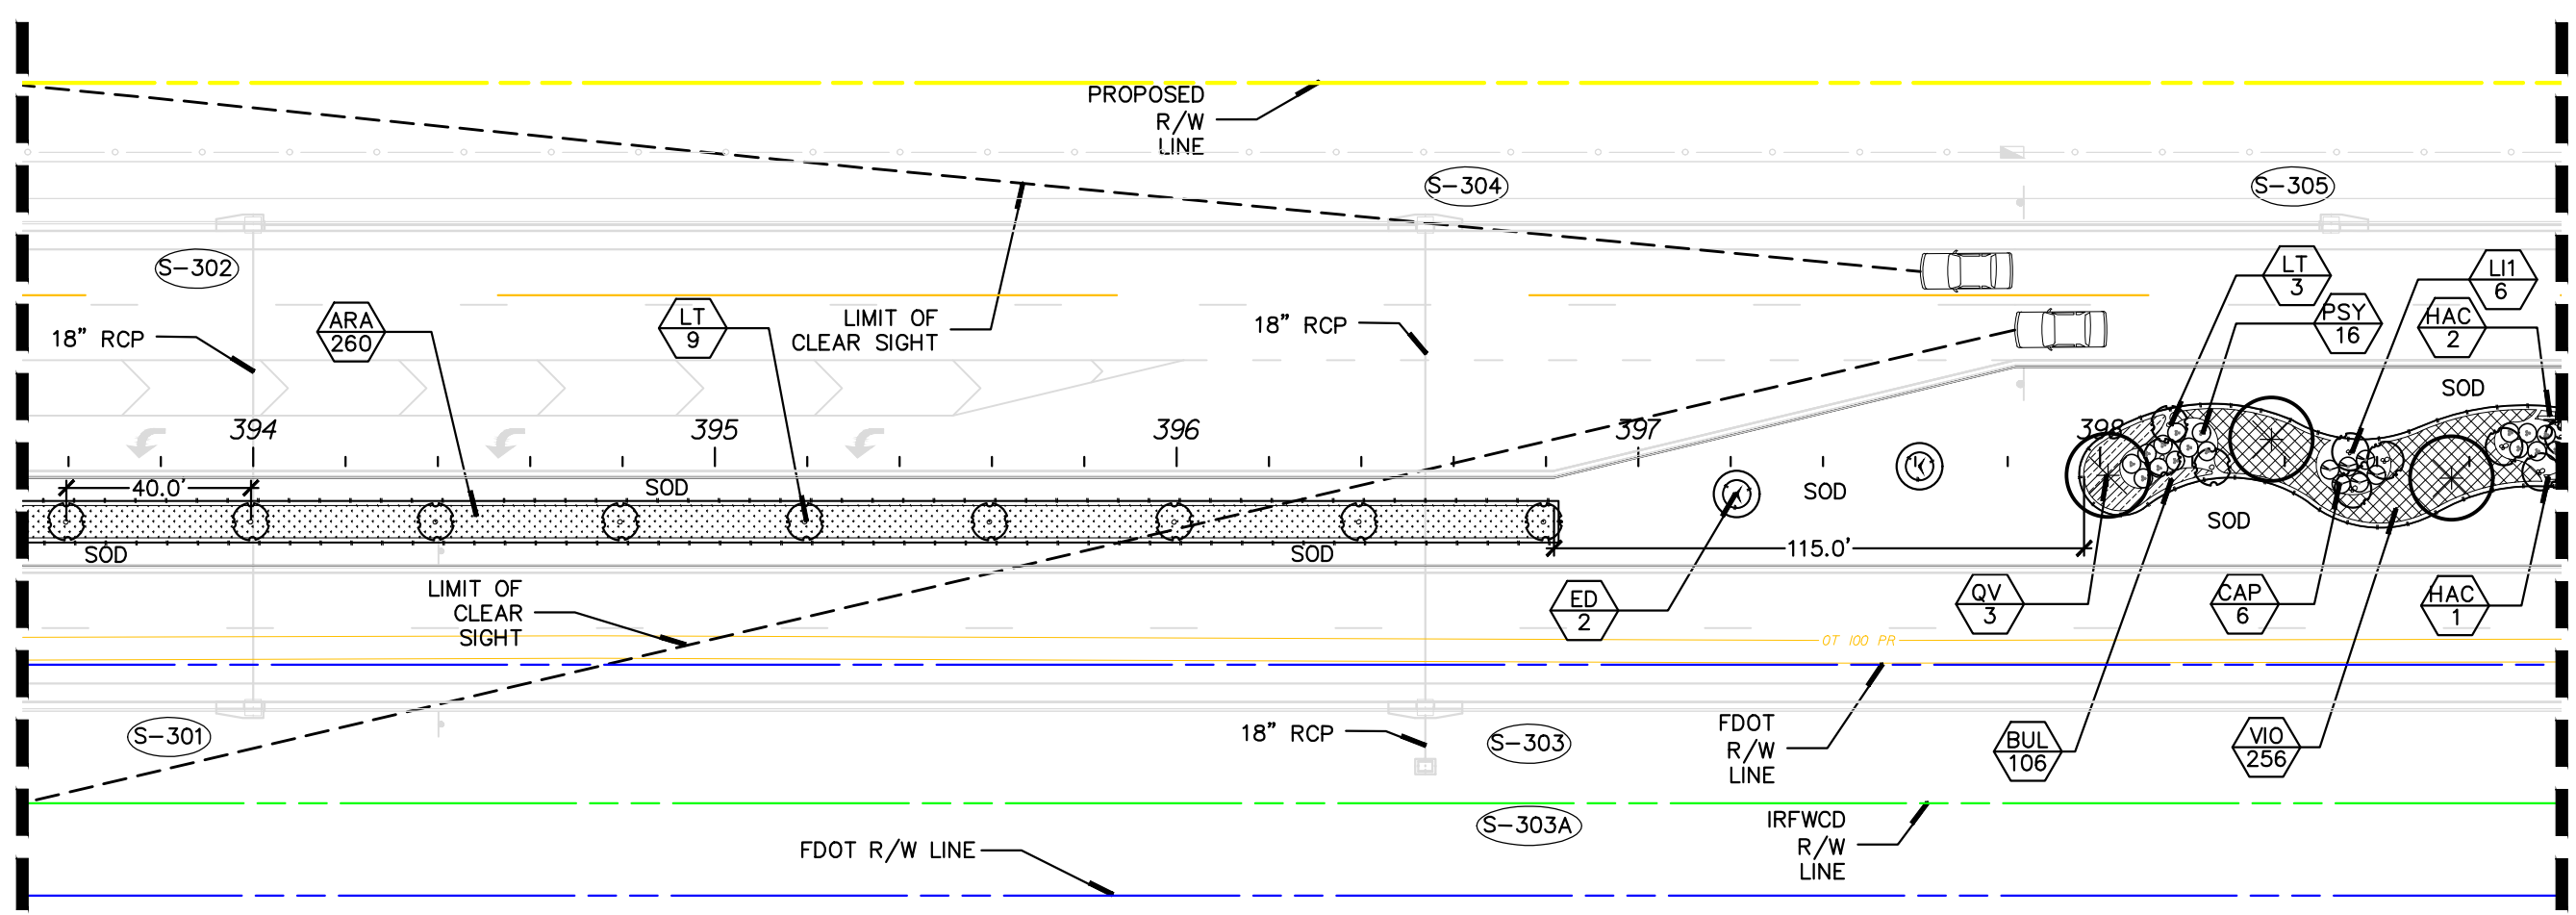 PROPOSED
R/W
LINE
S-304
S-305
S-302
LT
3
LI1
6
PSY
16
HAC
2
ARA
260
LT
9
LIMIT OF
CLEAR SIGHT
18" RCP
18" RCP
SOD
394
395
396
397
398
40.0'
SOD
SOD
SOD
SOD
SOD
115.0'
LIMIT OF
CLEAR
SIGHT
ED
2
QV
3
CAP
6
HAC
1
OT 100 PR
S-301
18" RCP
S-303
FDOT
R/W
LINE
BUL
106
VIO
256
S-303A
IRFWCD
R/W
LINE
FDOT R/W LINE